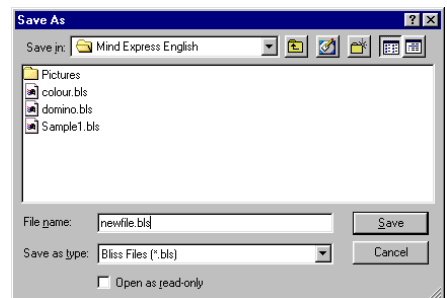 Save As
Save in: Mind Express English
Pictures
colour.bls
domino.bls
Sample1.bls
File name: newfile.bls Save
Save as type: Bliss Files (*.bls) Cancel
Open as read-only